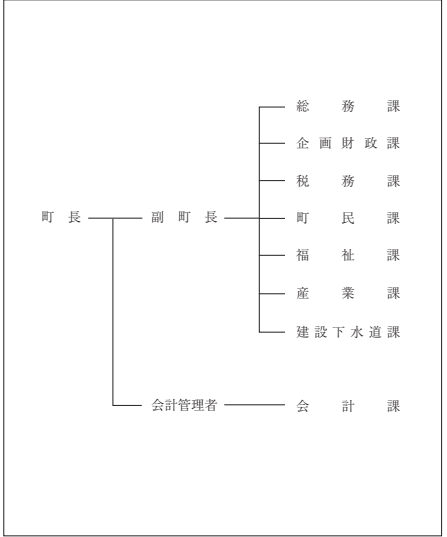 総務課
企画財政課
税務課
町長 副町長 町民課
福祉課
産業課
建設下水道課
会計管理者 会計課